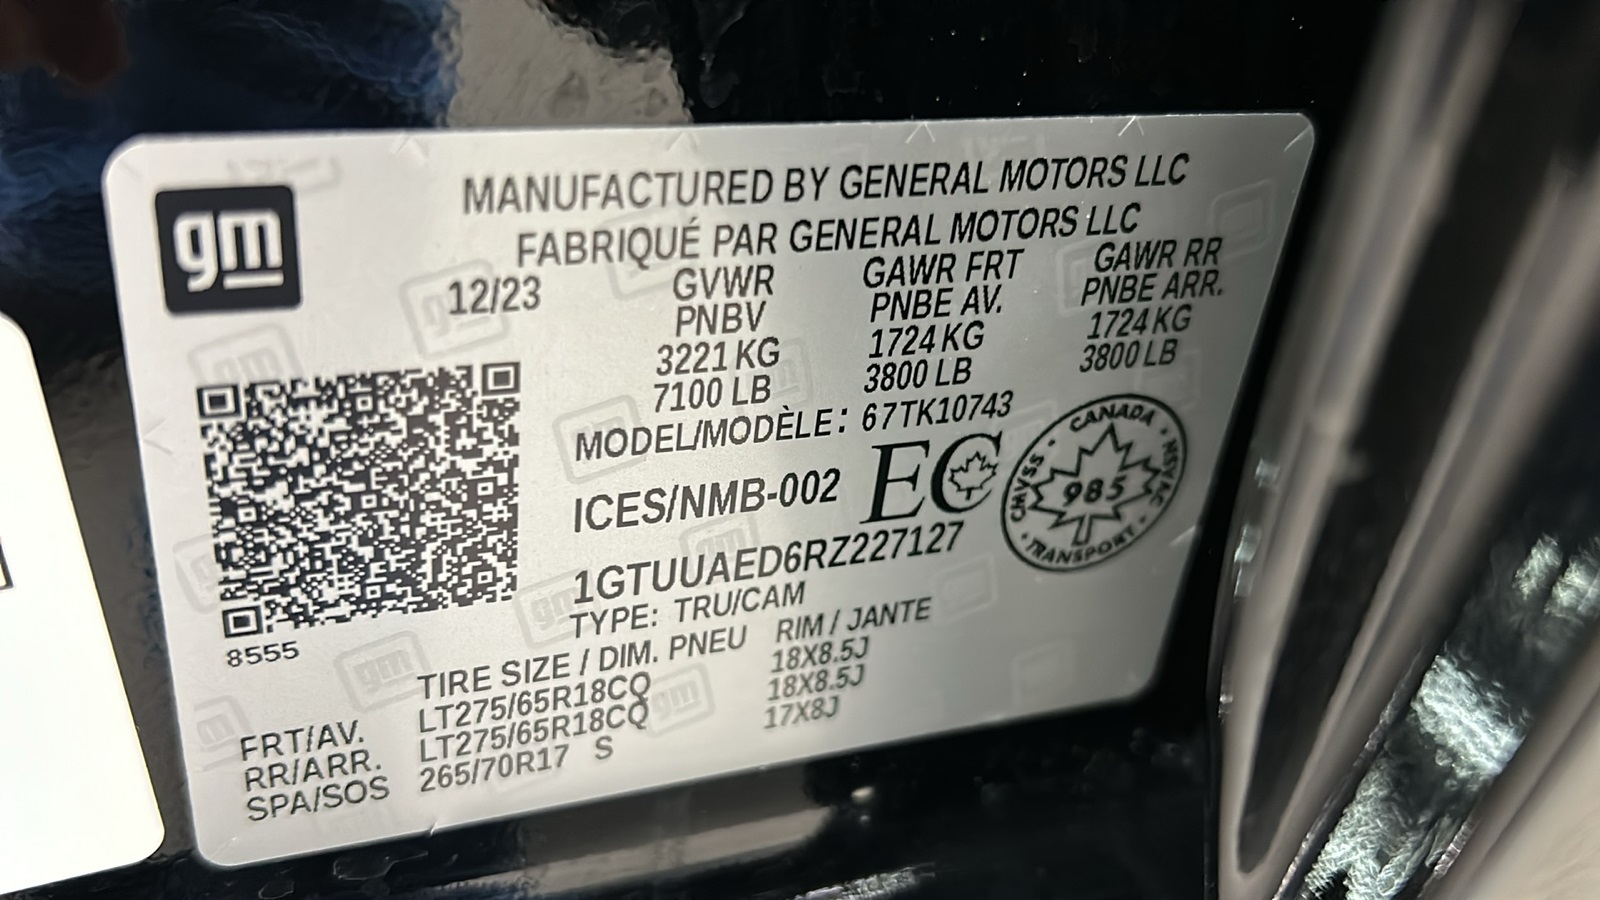 gm
MANUFACTURED BY GENERAL MOTORS LLC
FABRIQUÉ PAR GENERAL MOTORS LLC
12/23 GVWR GAWR FRT GAWR RR
PNBV PNBE AV. PNBE ARR.
3221 KG 1724 KG 1724 KG
7100 LB 3800 LB 3800 LB
MODEL/MODÈLE: 67TK10743
ICES/NMB-002 EC
CANADA • NSVAC • TRANSPORT • CMVSS •
985
1GTUUAED6RZ227127
TYPE: TRU/CAM
8555
TIRE SIZE / DIM. PNEU RIM / JANTE
FRT/AV. LT275/65R18CQ 18X8.5J
RR/ARR. LT275/65R18CQ 18X8.5J
SPA/SOS 265/70R17 S 17X8J